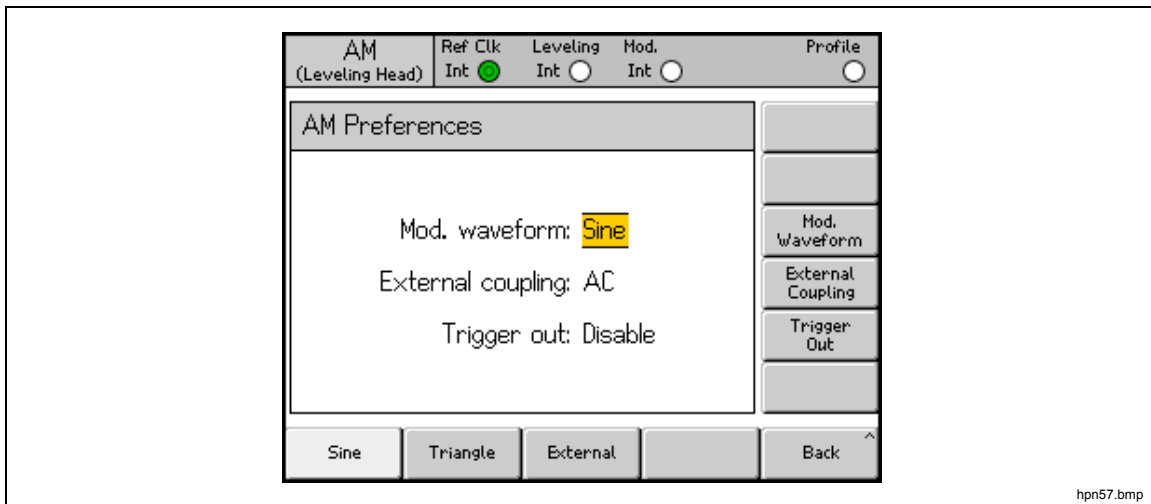 AM
(Leveling Head)
Ref Clk Leveling Mod. Profile
Int Int Int
AM Preferences
Mod. waveform: Sine
External coupling: AC
Trigger out: Disable
Mod.
Waveform
External
Coupling
Trigger
Out
Sine Triangle External Back ^
hpn57.bmp